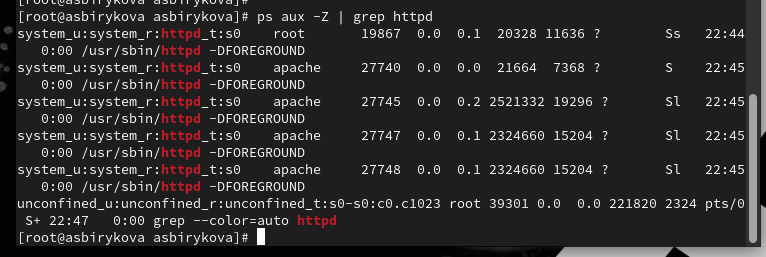 [root@asbirykova asbirykova]#
[root@asbirykova asbirykova]# ps aux -Z | grep httpd
system_u:system_r:httpd_t:s0    root       19867  0.0  0.1  20328 11636 ?        Ss   22:44
   0:00 /usr/sbin/httpd -DFOREGROUND
system_u:system_r:httpd_t:s0    apache     27740  0.0  0.0  21664  7368 ?        S    22:45
   0:00 /usr/sbin/httpd -DFOREGROUND
system_u:system_r:httpd_t:s0    apache     27745  0.0  0.2 2521332 19296 ?       Sl   22:45
   0:00 /usr/sbin/httpd -DFOREGROUND
system_u:system_r:httpd_t:s0    apache     27747  0.0  0.1 2324660 15204 ?       Sl   22:45
   0:00 /usr/sbin/httpd -DFOREGROUND
system_u:system_r:httpd_t:s0    apache     27748  0.0  0.1 2324660 15204 ?       Sl   22:45
   0:00 /usr/sbin/httpd -DFOREGROUND
unconfined_u:unconfined_r:unconfined_t:s0-s0:c0.c1023 root 39301 0.0  0.0 221820 2324 pts/0
 S+ 22:47   0:00 grep --color=auto httpd
[root@asbirykova asbirykova]#